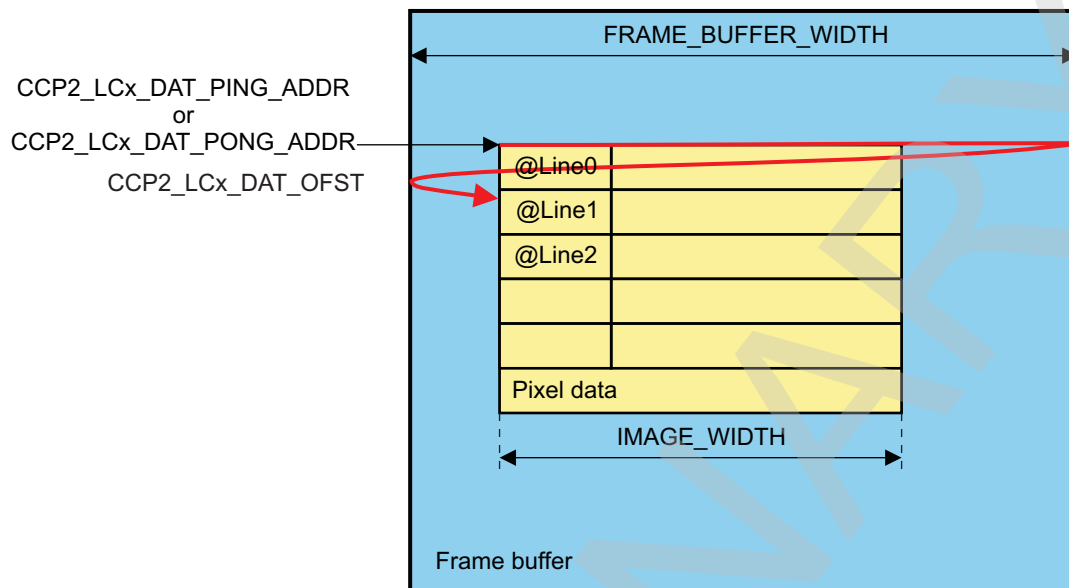 FRAME_BUFFER_WIDTH
CCP2_LCx_DAT_PING_ADDR
or
CCP2_LCx_DAT_PONG_ADDR
CCP2_LCx_DAT_OFST
@Line0
@Line1
@Line2
Pixel data
IMAGE_WIDTH
Frame buffer